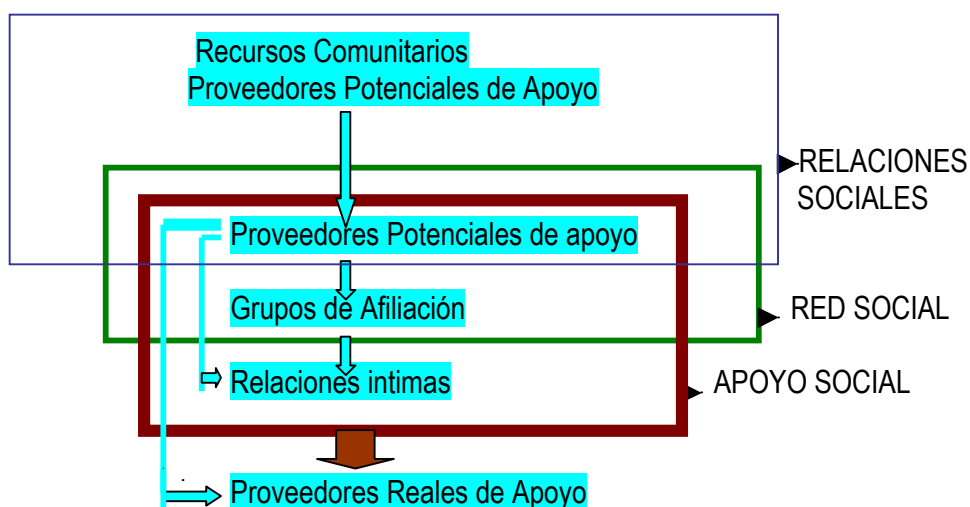 Recursos Comunitarios
Proveedores Potenciales de Apoyo
RELACIONES
SOCIALES
Proveedores Potenciales de apoyo
Grupos de Afiliación
RED SOCIAL
Relaciones intimas
APOYO SOCIAL
Proveedores Reales de Apoyo